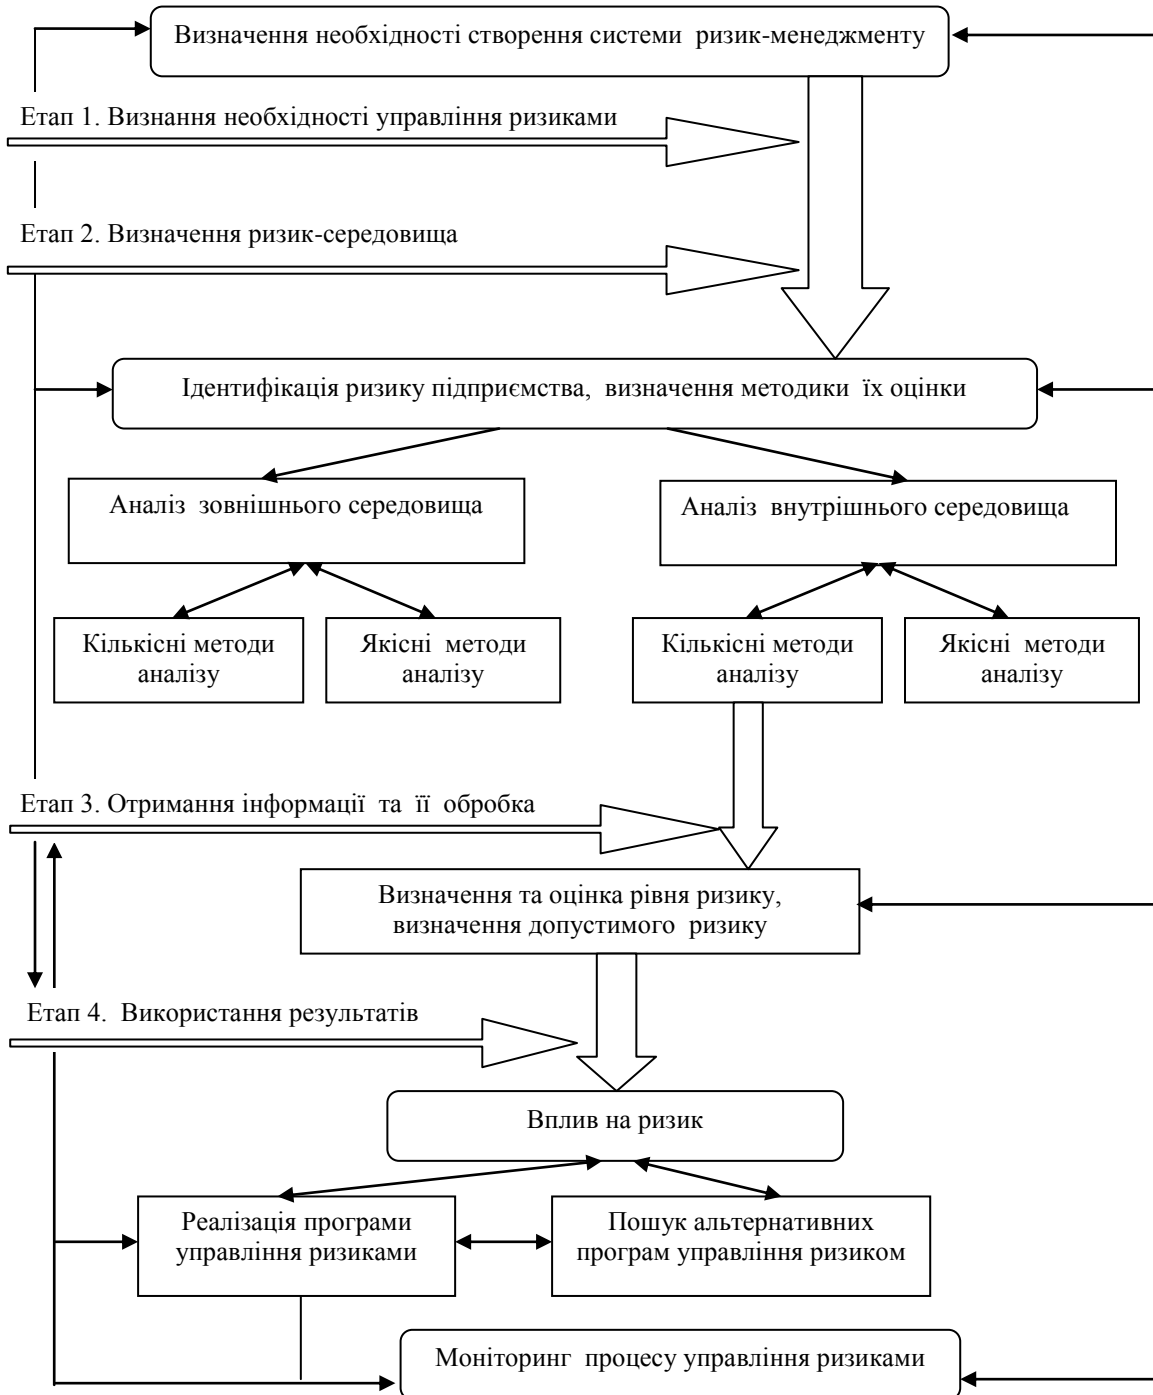 Визначення необхідності створення системи ризик-менеджменту
Етап 1. Визнання необхідності управління ризиками
Етап 2. Визначення ризик-середовища
Ідентифікація ризику підприємства, визначення методики їх оцінки
Аналіз зовнішнього середовища
Аналіз внутрішнього середовища
Кількісні методи
аналізу
Якісні методи
аналізу
Кількісні методи
аналізу
Якісні методи
аналізу
Етап 3. Отримання інформації та її обробка
Визначення та оцінка рівня ризику,
визначення допустимого ризику
Етап 4. Використання результатів
Вплив на ризик
Реалізація програми
управління ризиками
Пошук альтернативних
програм управління ризиком
Моніторинг процесу управління ризиками